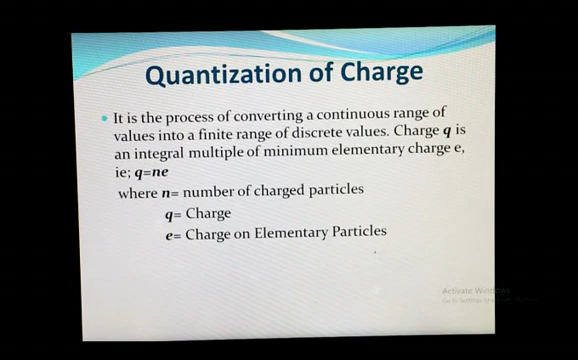 Quantization of Charge
• It is the process of converting a continuous range of
values into a finite range of discrete values. Charge q is
an integral multiple of minimum elementary charge e,
ie; q=ne
where n= number of charged particles
q= Charge
e= Charge on Elementary Particles
Activate Windows